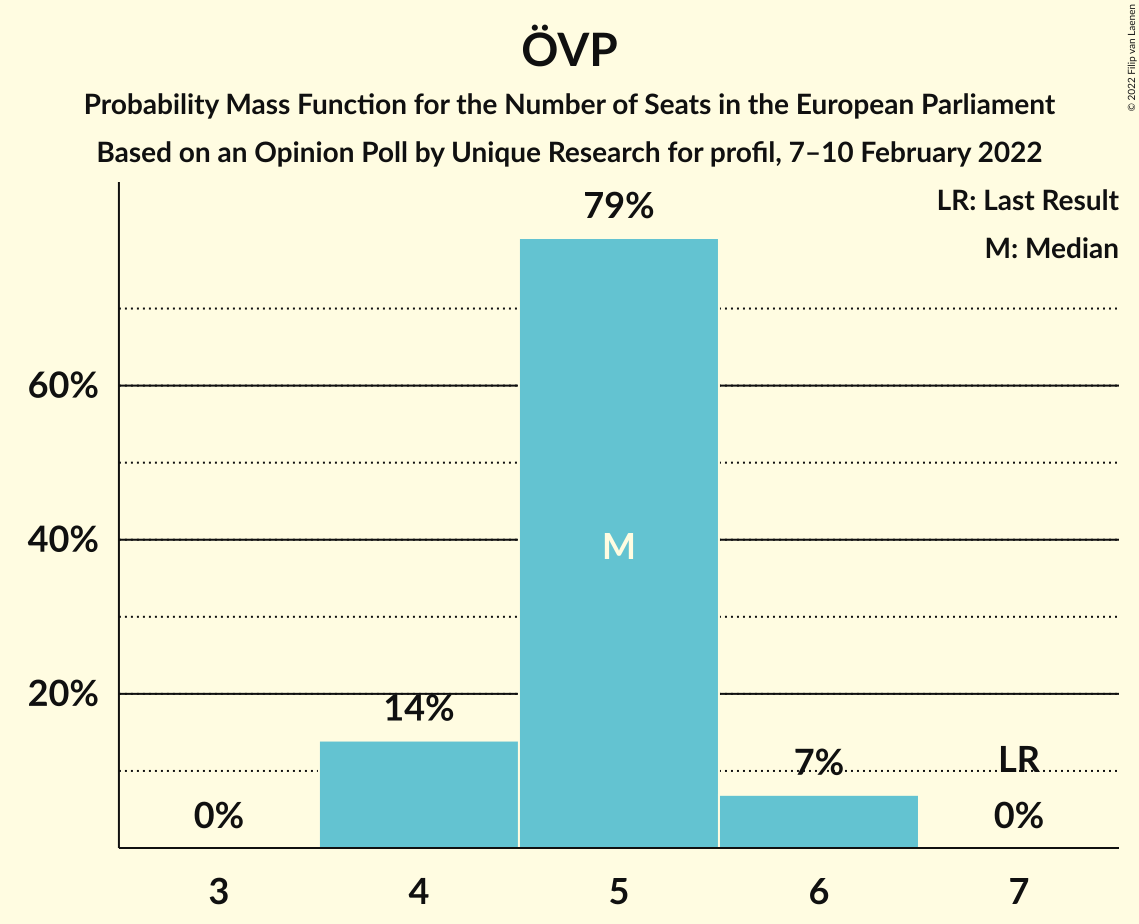 ÖVP
Probability Mass Function for the Number of Seats in the European Parliament
Based on an Opinion Poll by Unique Research for profil, 7–10 February 2022
© 2022 Filip van Laenen
LR: Last Result
M: Median
79%
60%
40%
M
20%
14%
7%
LR
0%
0%
3
4
5
6
7